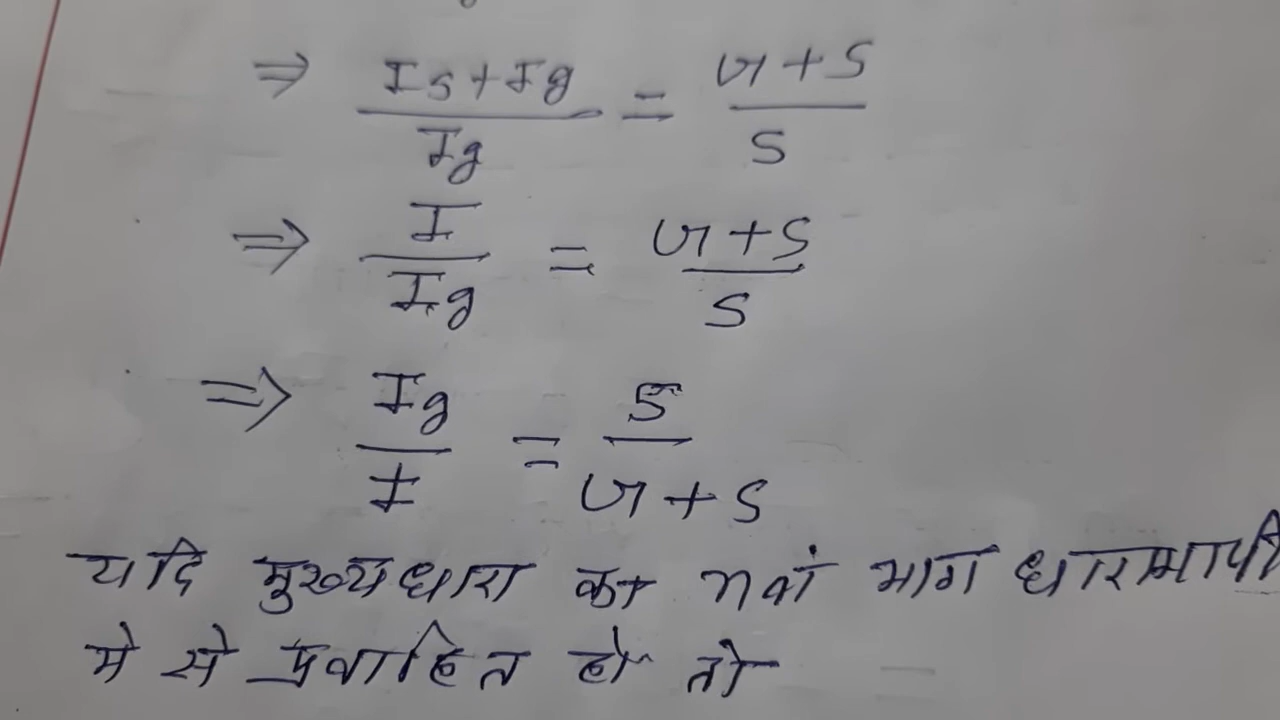 ⇒ Is+Ig/Ig = G+S/S
⇒ I/Ig = G+S/S
⇒ Ig/I = S/G+S
यदि मुख्यधारा का nवां भाग धारामापी
मे से प्रवाहित हो तो